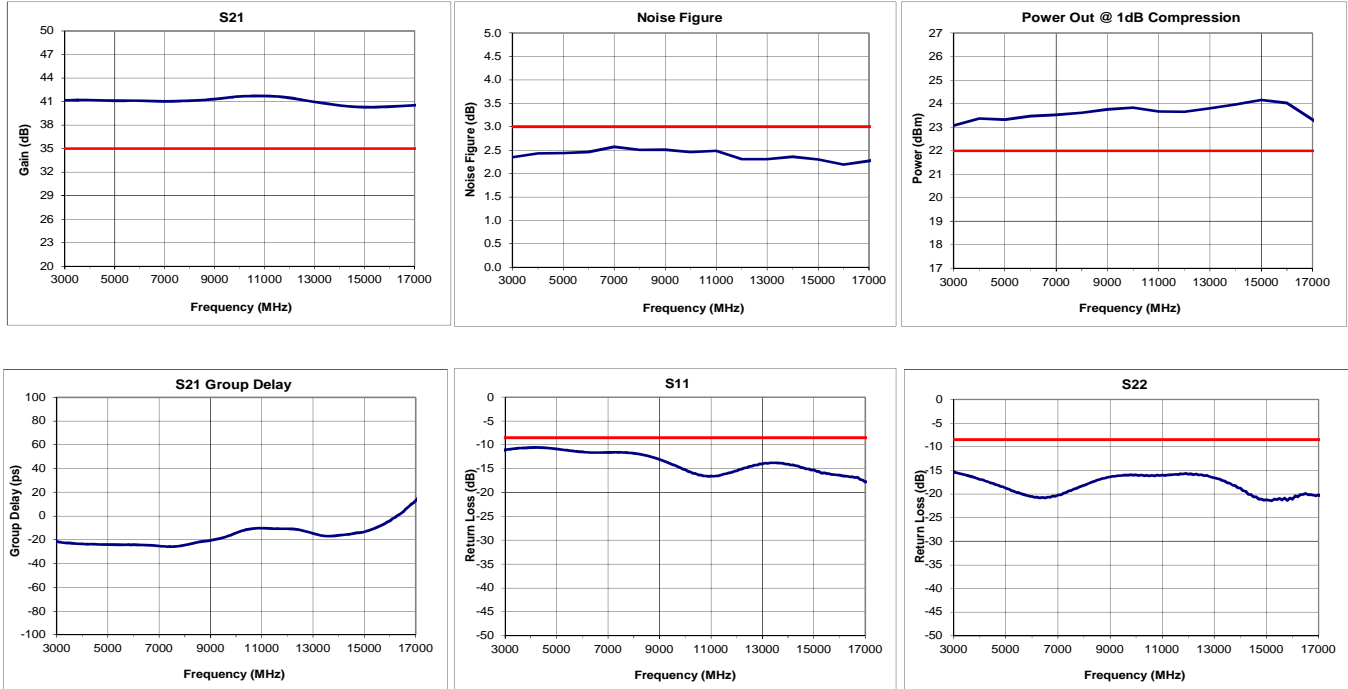 S21
50
47
44
41
38
35
32
29
26
23
20
Gain (dB)
3000 5000 7000 9000 11000 13000 15000 17000
Frequency (MHz)
Noise Figure
5.0
4.5
4.0
3.5
3.0
2.5
2.0
1.5
1.0
0.5
0.0
Noise Figure (dB)
3000 5000 7000 9000 11000 13000 15000 17000
Frequency (MHz)
Power Out @ 1dB Compression
27
26
25
24
23
22
21
20
19
18
17
Power (dBm)
3000 5000 7000 9000 11000 13000 15000 17000
Frequency (MHz)
S21 Group Delay
100
80
60
40
20
0
-20
-40
-60
-80
-100
Group Delay (ps)
3000 5000 7000 9000 11000 13000 15000 17000
Frequency (MHz)
S11
0
-5
-10
-15
-20
-25
-30
-35
-40
-45
-50
Return Loss (dB)
3000 5000 7000 9000 11000 13000 15000 17000
Frequency (MHz)
S22
0
-5
-10
-15
-20
-25
-30
-35
-40
-45
-50
Return Loss (dB)
3000 5000 7000 9000 11000 13000 15000 17000
Frequency (MHz)